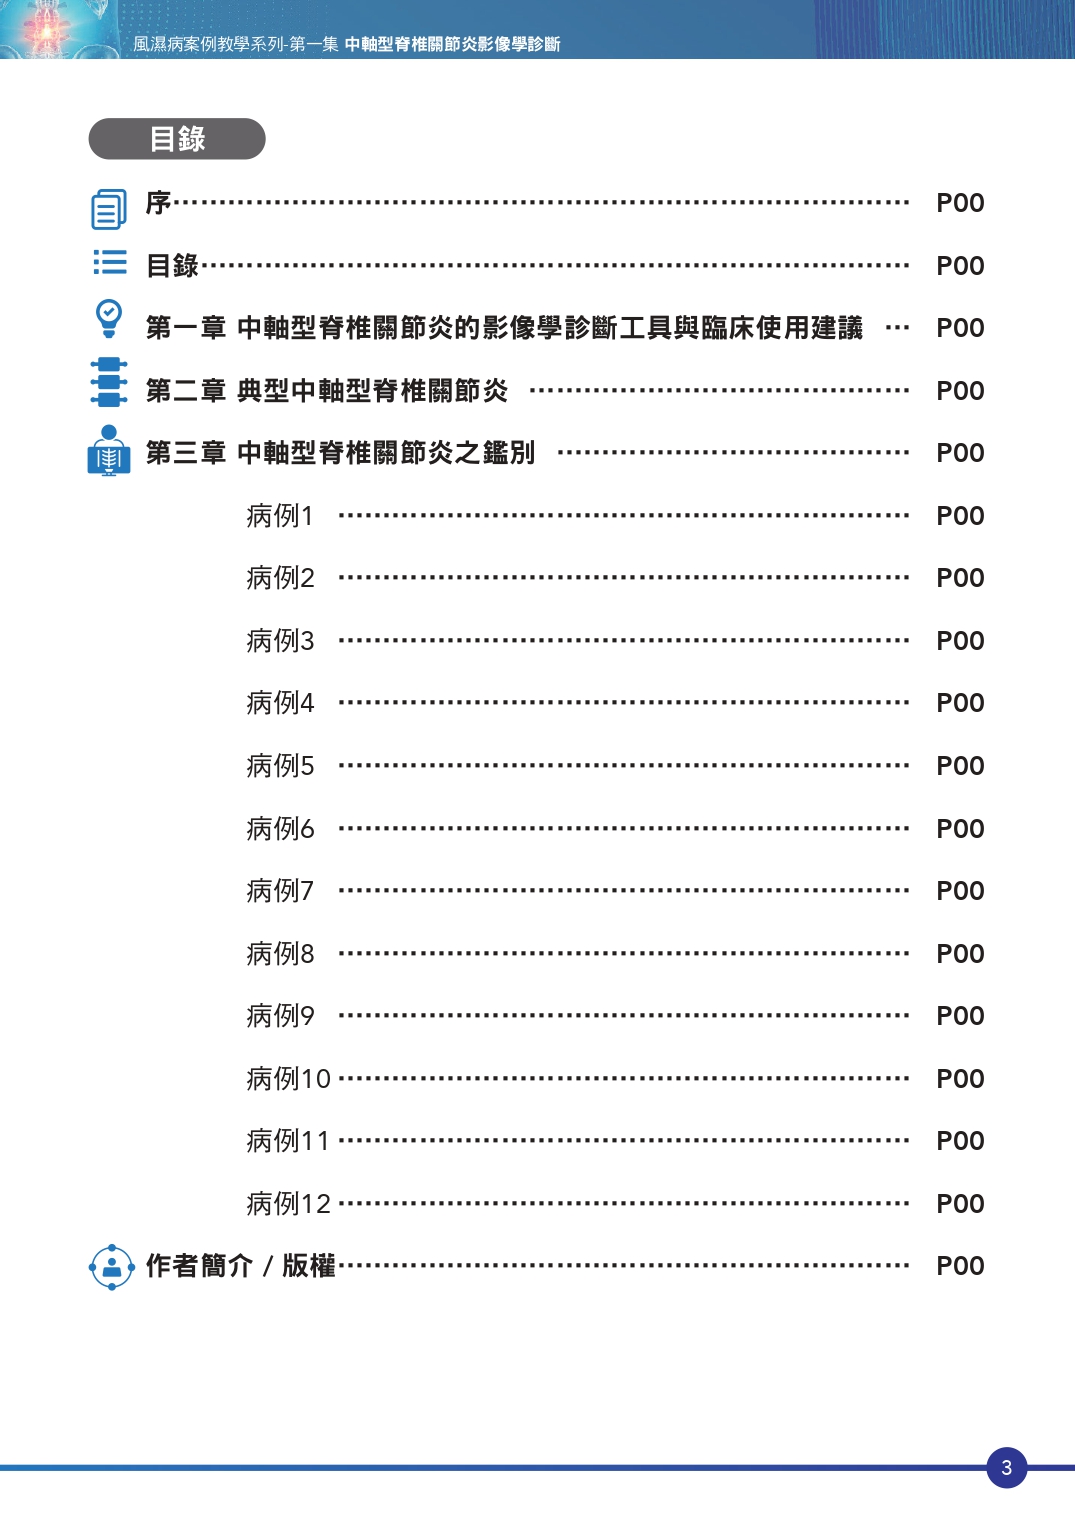 風濕病案例教學系列-第一集 中軸型脊椎關節炎影像學診斷
目錄
序⋯⋯⋯⋯⋯⋯⋯⋯⋯⋯⋯⋯⋯⋯⋯⋯⋯⋯⋯⋯⋯⋯⋯ P00
目錄⋯⋯⋯⋯⋯⋯⋯⋯⋯⋯⋯⋯⋯⋯⋯⋯⋯⋯⋯⋯⋯⋯ P00
第一章 中軸型脊椎關節炎的影像學診斷工具與臨床使用建議 ⋯ P00
第二章 典型中軸型脊椎關節炎 ⋯⋯⋯⋯⋯⋯⋯⋯⋯⋯⋯⋯⋯⋯ P00
第三章 中軸型脊椎關節炎之鑑別 ⋯⋯⋯⋯⋯⋯⋯⋯⋯⋯⋯⋯⋯ P00
病例1 ⋯⋯⋯⋯⋯⋯⋯⋯⋯⋯⋯⋯⋯⋯⋯⋯⋯⋯⋯ P00
病例2 ⋯⋯⋯⋯⋯⋯⋯⋯⋯⋯⋯⋯⋯⋯⋯⋯⋯⋯⋯ P00
病例3 ⋯⋯⋯⋯⋯⋯⋯⋯⋯⋯⋯⋯⋯⋯⋯⋯⋯⋯⋯ P00
病例4 ⋯⋯⋯⋯⋯⋯⋯⋯⋯⋯⋯⋯⋯⋯⋯⋯⋯⋯⋯ P00
病例5 ⋯⋯⋯⋯⋯⋯⋯⋯⋯⋯⋯⋯⋯⋯⋯⋯⋯⋯⋯ P00
病例6 ⋯⋯⋯⋯⋯⋯⋯⋯⋯⋯⋯⋯⋯⋯⋯⋯⋯⋯⋯ P00
病例7 ⋯⋯⋯⋯⋯⋯⋯⋯⋯⋯⋯⋯⋯⋯⋯⋯⋯⋯⋯ P00
病例8 ⋯⋯⋯⋯⋯⋯⋯⋯⋯⋯⋯⋯⋯⋯⋯⋯⋯⋯⋯ P00
病例9 ⋯⋯⋯⋯⋯⋯⋯⋯⋯⋯⋯⋯⋯⋯⋯⋯⋯⋯⋯ P00
病例10 ⋯⋯⋯⋯⋯⋯⋯⋯⋯⋯⋯⋯⋯⋯⋯⋯⋯⋯⋯ P00
病例11 ⋯⋯⋯⋯⋯⋯⋯⋯⋯⋯⋯⋯⋯⋯⋯⋯⋯⋯⋯ P00
病例12 ⋯⋯⋯⋯⋯⋯⋯⋯⋯⋯⋯⋯⋯⋯⋯⋯⋯⋯⋯ P00
作者簡介 / 版權⋯⋯⋯⋯⋯⋯⋯⋯⋯⋯⋯⋯⋯⋯⋯⋯⋯⋯⋯ P00
3